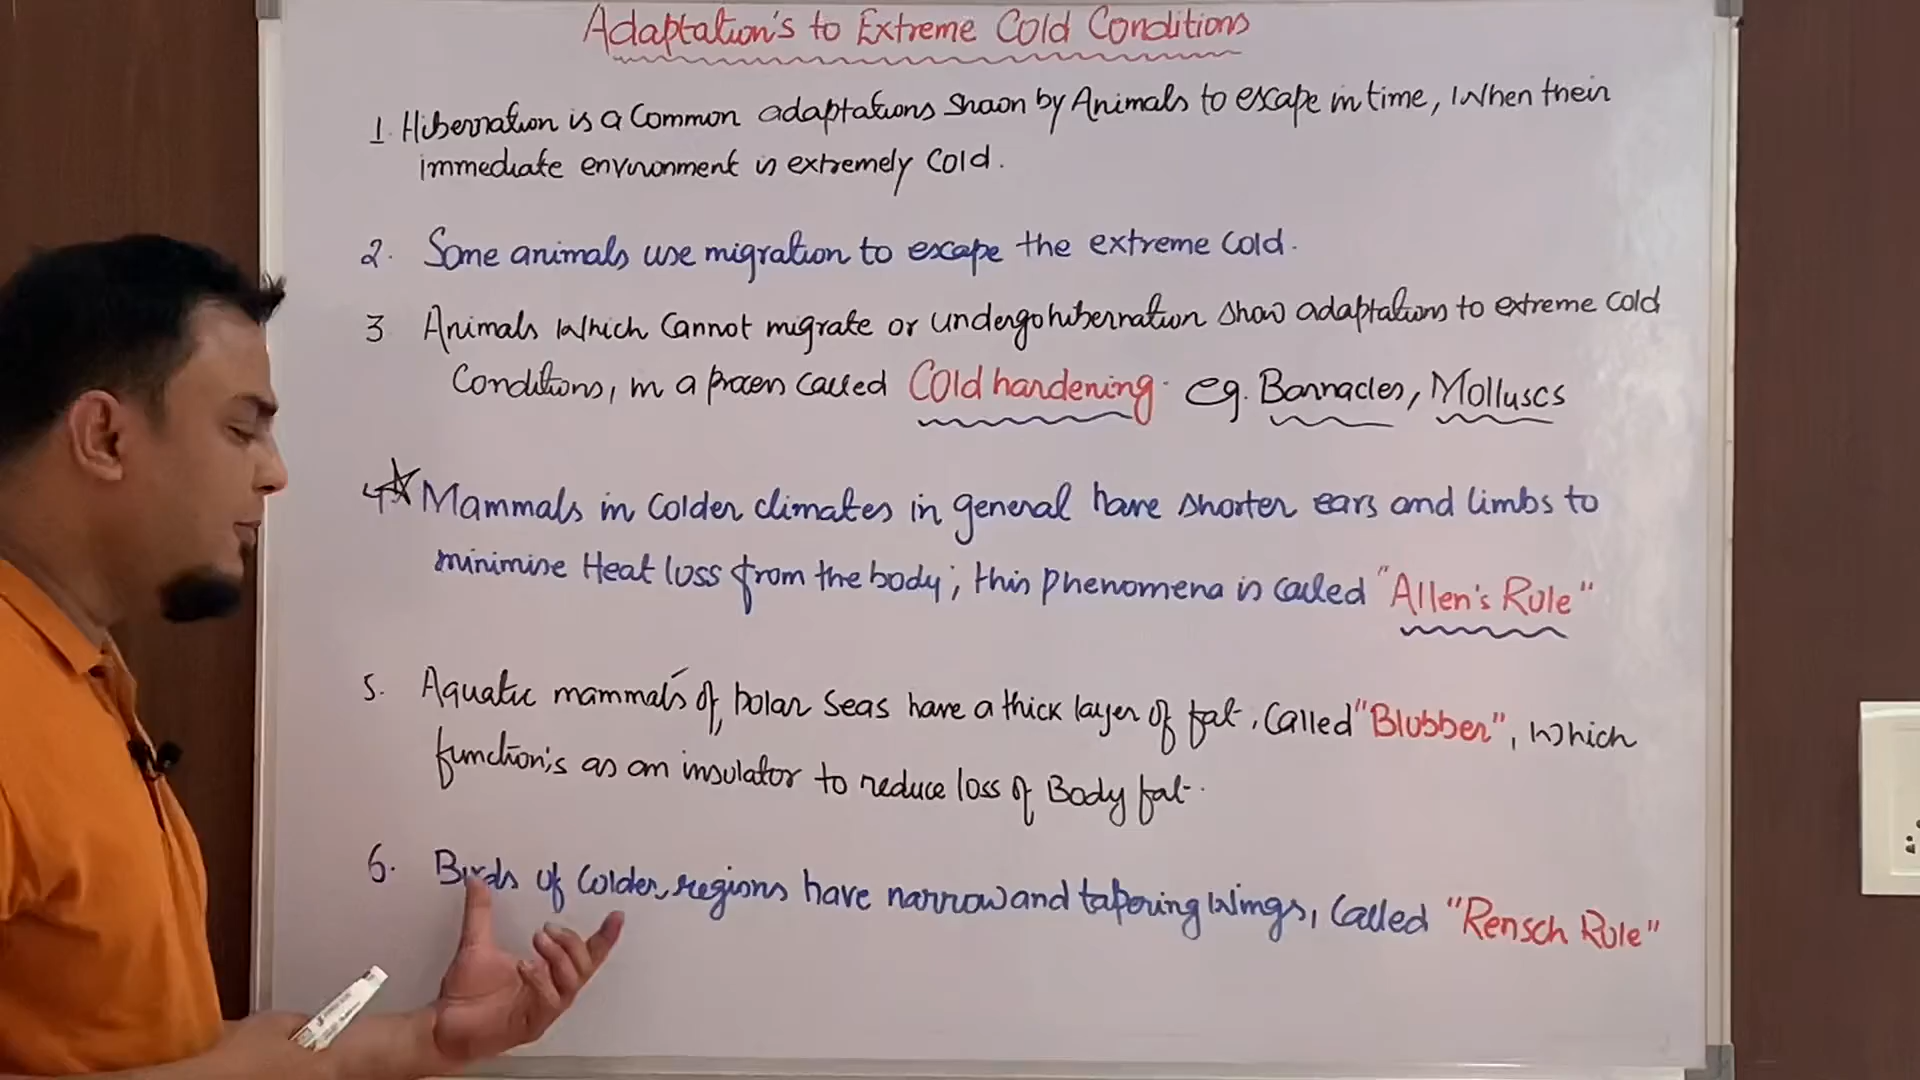 Adaptation's to Extreme Cold Conditions
1. Hibernation is a Common adaptations shown by Animals to escape in time, When their
immediate environment is extremely Cold.
2. Some animals use migration to escape the extreme Cold.
3 Animals which Cannot migrate or undergo hibernation show adaptations to extreme Cold
Conditions, in a process called Cold hardening. eg. Barnacles, Molluscs
4 Mammals in Colder climates in general have shorter ears and limbs to
minimise Heat loss from the body; this phenomena is called "Allen's Rule"
5. Aquatic mammal's of, polar seas have a thick layer of fat, Called "Blubber", which
function's as an insulator to reduce loss of Body fat.
6. Birds of Colder regions have narrow and tapering Wings, Called "Rensch Rule"